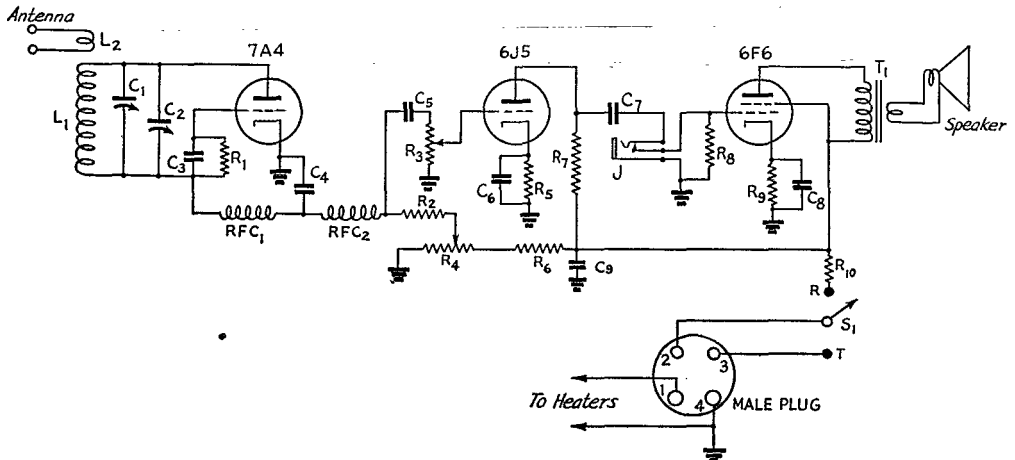 Antenna
L2
7A4
6J5
6F6
T1
Speaker
L1
C1
C2
C3
R1
C4
C5
R3
C6
R5
R7
C7
J
R8
R9
C8
RFC1
RFC2
R2
R4
R6
C9
R10
R
S1
T
2
3
1
4
To Heaters
MALE PLUG